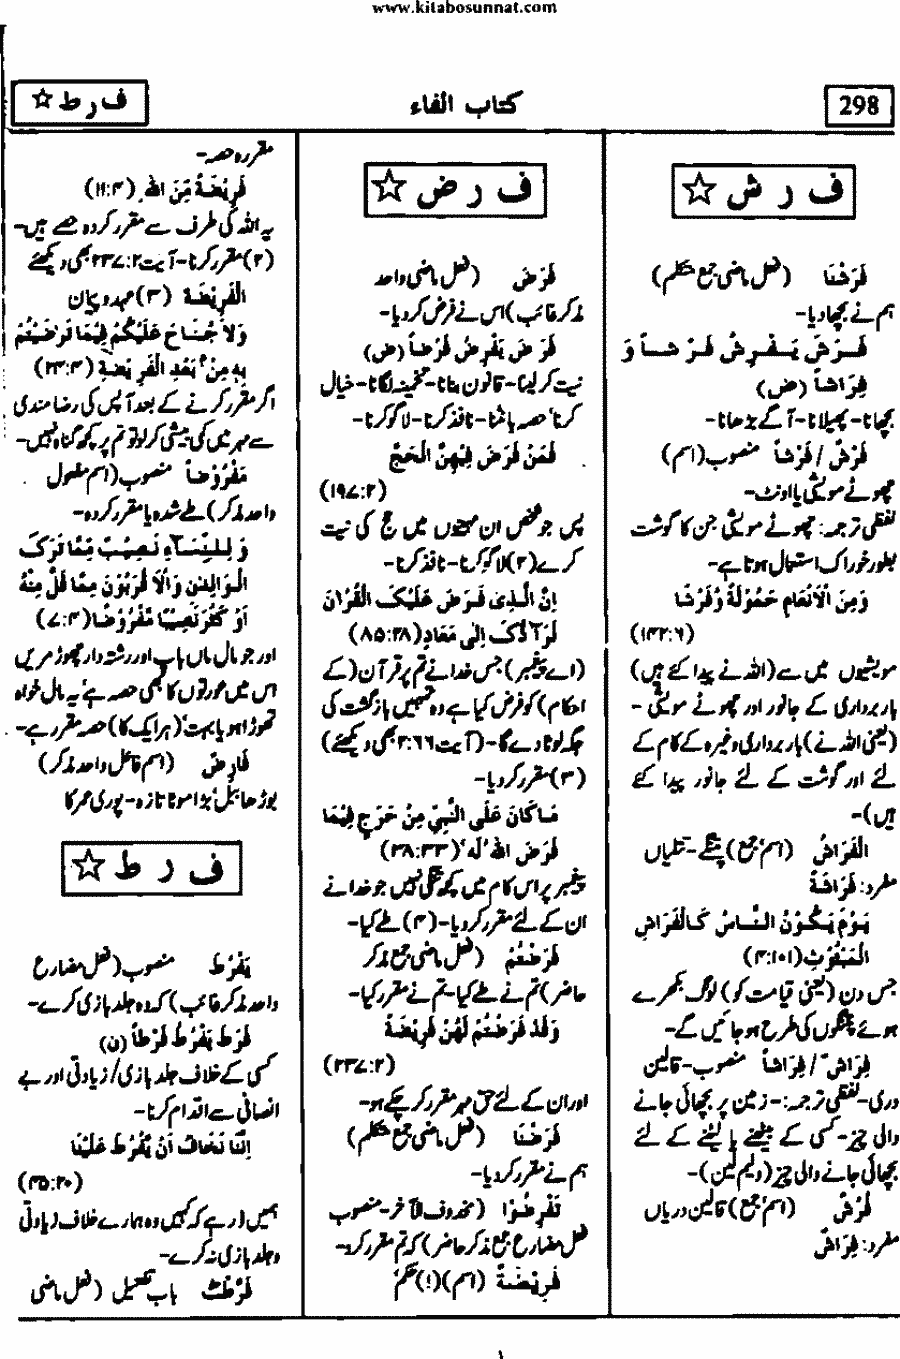 www.kitabosunnat.com
298
کتاب الفاء
ف ر ط ☆
ف ر ش ☆
فَرَشْنَا (فعل ماضی جمع متکلم)
ہم نے بچھا دیا-
فَرَشَ يَفْرِشُ فَرْشاً وَ
فِرَاشاً (ض)
بچھانا- پھیلانا- آگے بڑھانا-
فَرْشٌ / فَرْشاً منصوب (اسم)
چھوٹے مویشی یا اونٹ-
لفظی ترجمہ: چھوٹے مویشی جن کا گوشت
بطور خوراک استعمال ہوتا ہے-
وَمِنَ الْاَنْعَامِ حَمُوْلَةً وَّفَرْشًا
(۱۴۲:۶)
مویشیوں میں سے (اللہ نے پیدا کئے ہیں)
باربرداری کے جانور اور چھوٹے مویشی -
(یعنی اللہ نے) باربرداری وغیرہ کے کام کے
لئے اور گوشت کے لئے جانور پیدا کئے
ہیں)-
الْفَرَاشُ (اسم جمع) پتنگے- تتلیاں
مفرد: فَرَاشَةٌ
يَوْمَ يَكُوْنُ النَّاسُ كَالْفَرَاشِ
الْمَبْثُوْثِ (۴:۱۰۱)
جس دن (یعنی قیامت کو) لوگ بکھرے
ہوئے پتنگوں کی طرح ہو جائیں گے-
فِرَاشٌ / فِرَاشاً منصوب- قالین
دری- لفظی ترجمہ:- زمین پر بچھائی جانے
والی چیز- کسی کے بیٹھنے یا لیٹنے کے لئے
بچھائی جانے والی چیز (ولیم لین)-
فُرُشٌ (اسم جمع) قالین دریاں
مفرد: فِرَاشٌ
ف ر ض ☆
فَرَضَ (فعل ماضی واحد
مذکر غائب) اس نے فرض کر دیا-
فَرَضَ يَفْرِضُ فَرْضاً (ض)
نیت کر لینا- قانون بنانا- تخمینہ لگانا- خیال
کرنا' حصہ بانٹنا- نافذ کرنا- لاگو کرنا-
فَمَنْ فَرَضَ فِيْهِنَّ الْحَجَّ
(۱۹۷:۲)
پس جو شخص ان مہینوں میں حج کی نیت
کرے (۲) لاگو کرنا- نافذ کرنا-
اِنَّ الَّذِىْ فَرَضَ عَلَيْكَ الْقُرْاٰنَ
لَرَآدُّكَ اِلٰى مَعَادٍ (۸۵:۲۸)
(اے پیغمبر) جس خدا نے تم پر قرآن (کے
احکام) کو فرض کیا ہے وہ تمہیں بازگشت کی
جگہ لوٹا دے گا- (آیت ۶۶:۳ بھی دیکھئے)
(۳) مقرر کر دیا-
مَا كَانَ عَلَى النَّبِيِّ مِنْ حَرَجٍ فِيْمَا
فَرَضَ اللّٰهُ لَهٗ (۳۸:۳۳)
پیغمبر پر اس کام میں کچھ تنگی نہیں جو خدا نے
ان کے لئے مقرر کر دیا- (۴) طے کیا-
فَرَضْتُمْ (فعل ماضی جمع مذکر
حاضر) تم نے طے کیا- تم نے مقرر کیا-
وَقَدْ فَرَضْتُمْ لَهُنَّ فَرِيْضَةً
(۲۳۷:۲)
اور ان کے لئے حق مہر مقرر کر چکے ہو-
فَرَضْنَا (فعل ماضی جمع متکلم)
ہم نے مقرر کر دیا-
تَفْرِضُوْا (محذوف الآخر- منصوب
فعل مضارع جمع مذکر حاضر) کہ تم مقرر کرو-
فَرِيْضَةٌ (اسم) (ا) حکم'
مقررہ حصہ-
فَرِيْضَةً مِّنَ اللّٰهِ (۱۱:۴)
یہ اللہ کی طرف سے مقرر کردہ حصے ہیں-
(۲) مقرر کرنا- آیت ۲۳۷:۲ بھی دیکھئے
الْفَرِيْضَةَ (۳) عہد و پیمان
وَلَا جُنَاحَ عَلَيْكُمْ فِيْمَا تَرٰضَيْتُمْ
بِهٖ مِنْۢ بَعْدِ الْفَرِيْضَةِ (۲۴:۴)
اگر مقرر کرنے کے بعد آپس کی رضا مندی
سے مہر میں کمی بیشی کر لو تو تم پر کچھ گناہ نہیں-
مَفْرُوْضاً منصوب (اسم مفعول
واحد مذکر) طے شدہ یا مقرر کردہ-
وَلِلنِّسَآءِ نَصِيْبٌ مِّمَّا تَرَكَ
الْوَالِدٰنِ وَالْاَقْرَبُوْنَ مِمَّا قَلَّ مِنْهُ
اَوْ كَثُرَ نَصِيْبًا مَّفْرُوْضًا (۷:۴)
اور جو مال ماں باپ اور رشتہ دار چھوڑ مریں
اس میں عورتوں کا بھی حصہ ہے' یہ مال خواہ
تھوڑا ہو یا بہت' (ہر ایک کا) حصہ مقرر ہے-
فَارِضٌ (اسم فاعل واحد مذکر)
بوڑھا بیل' بڑا موٹا تازہ- پوری عمر کا
ف ر ط ☆
يَفْرُطَ منصوب (فعل مضارع
واحد مذکر غائب) کہ وہ جلد بازی کرے-
فَرَطَ يَفْرُطُ فَرْطاً (ن)
کسی کے خلاف جلد بازی / زیادتی اور بے
انصافی سے اقدام کرنا-
اِنَّنَا نَخَافُ اَنْ يَّفْرُطَ عَلَيْنَا
(۴۵:۲۰)
ہمیں ڈر ہے کہ کہیں وہ ہمارے خلاف زیادتی
و جلد بازی نہ کرے-
فَرَّطْتُّ باب تفعیل (فعل ماضی